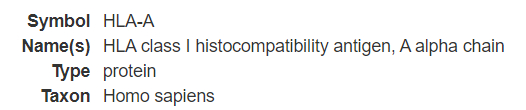 Symbol HLA-A
Name(s) HLA class I histocompatibility antigen, A alpha chain
Type protein
Taxon Homo sapiens